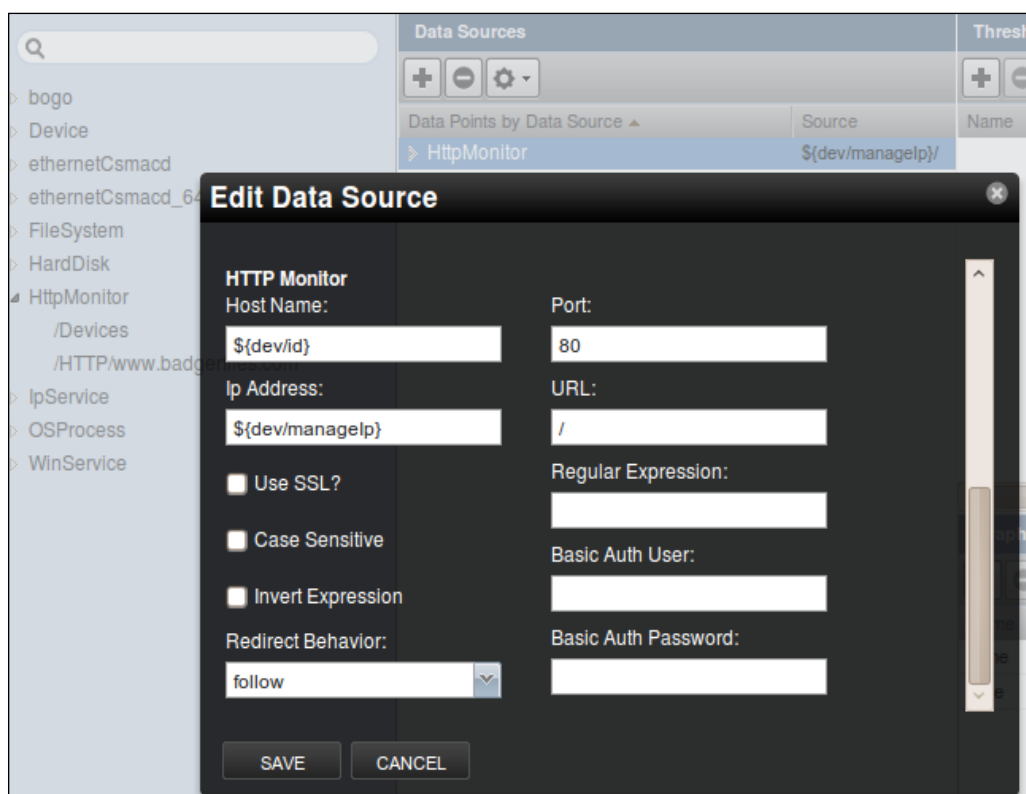 Data Sources
Thresh
Data Points by Data Source
Source
Name
HttpMonitor
${dev/manageIp}/
bogo
Device
ethernetCsmacd
ethernetCsmacd_64
FileSystem
HardDisk
HttpMonitor
/Devices
/HTTP/www.badgerfiles.com
IpService
OSProcess
WinService
Edit Data Source
HTTP Monitor
Host Name:
Port:
${dev/id}
80
Ip Address:
URL:
${dev/manageIp}
/
Use SSL?
Regular Expression:
Case Sensitive
Basic Auth User:
Invert Expression
Redirect Behavior:
Basic Auth Password:
follow
SAVE
CANCEL